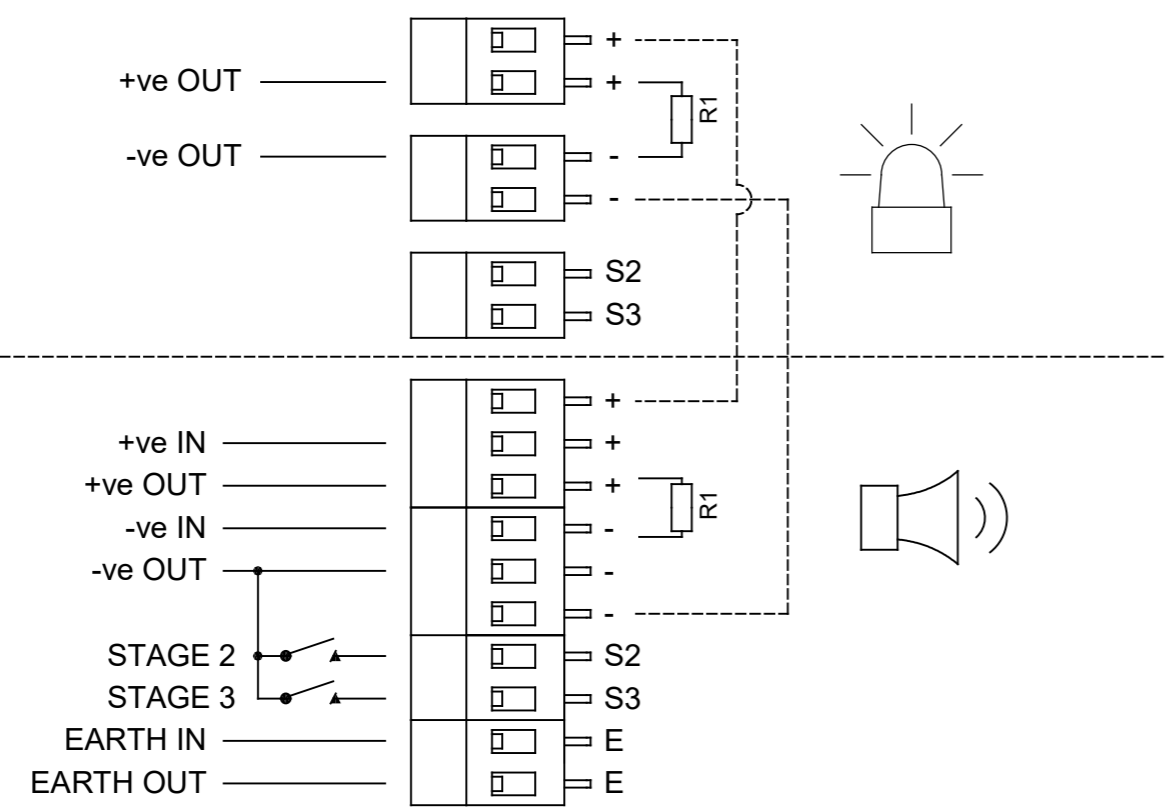 +
+ve OUT +
R1
-ve OUT -
-
S2
S3
+
+ve IN +
+ve OUT +
R1
-ve IN -
-ve OUT -
-
STAGE 2 S2
STAGE 3 S3
EARTH IN E
EARTH OUT E